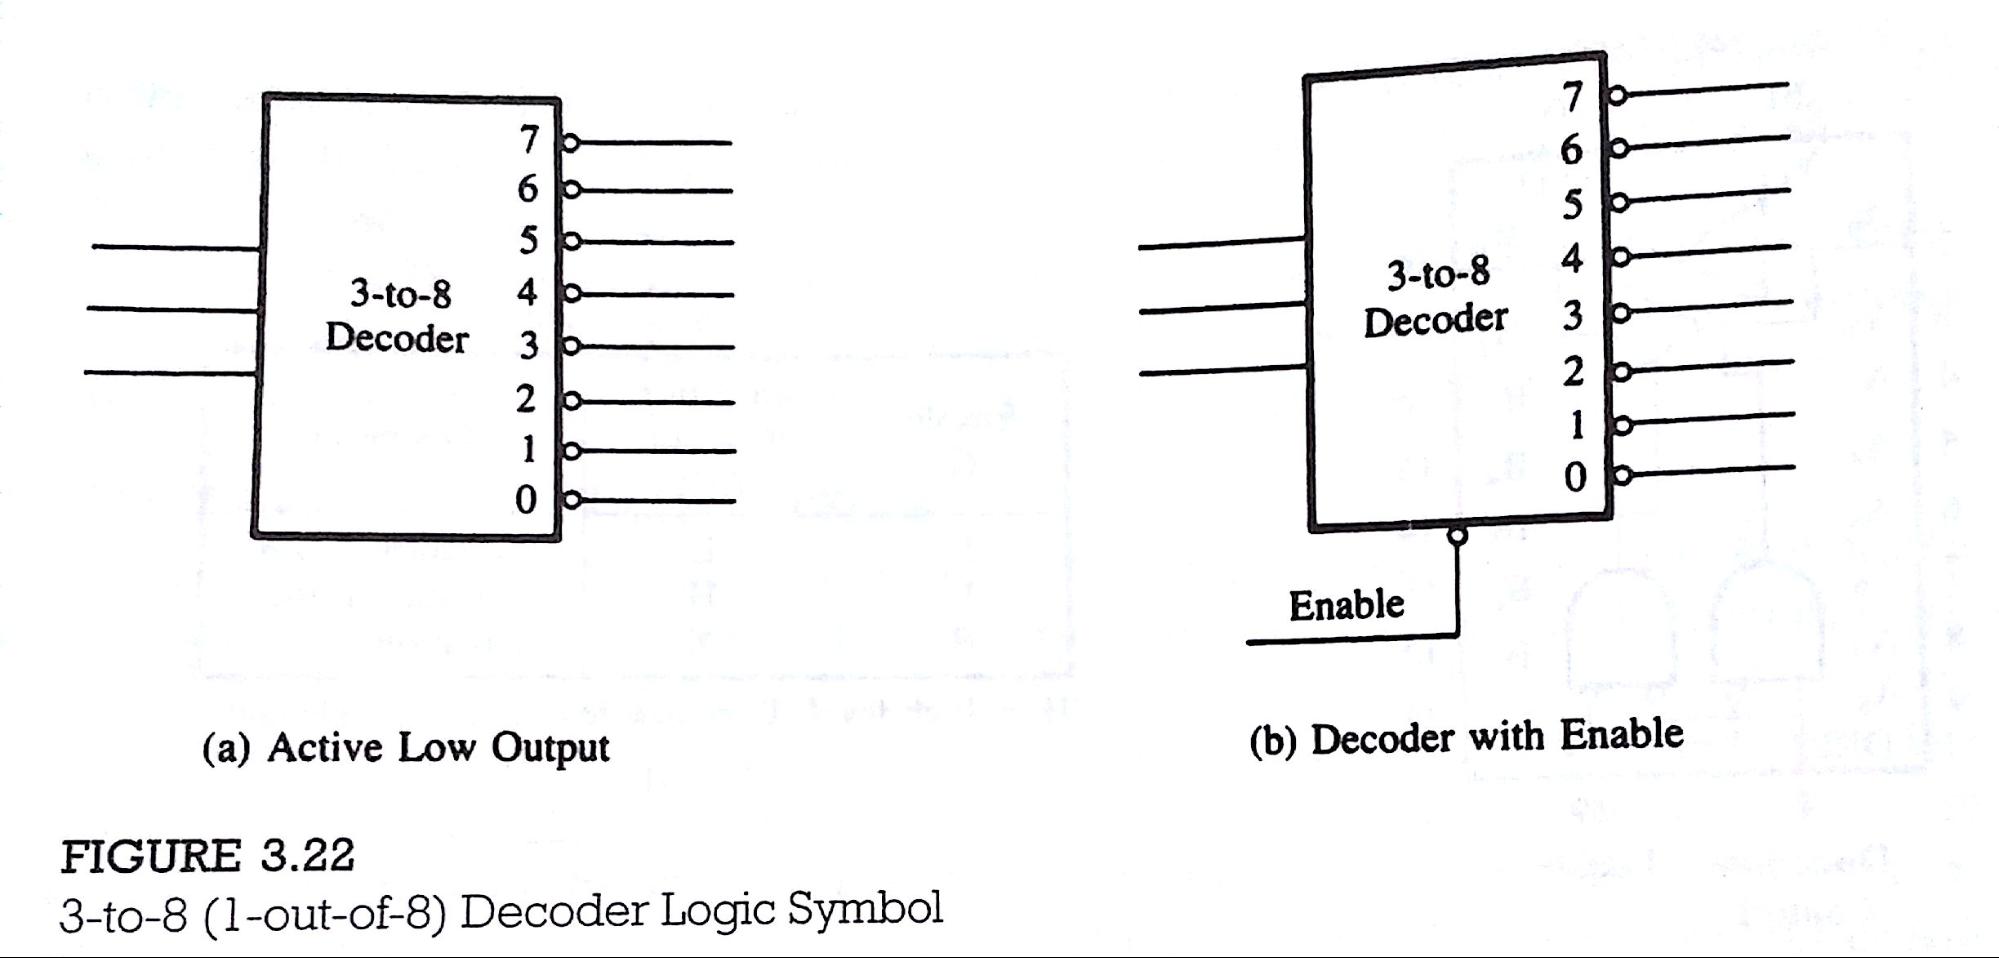 7
6
5
4
3
2
1
0
3-to-8
Decoder
(a) Active Low Output
7
6
5
4
3
2
1
0
3-to-8
Decoder
Enable
(b) Decoder with Enable
FIGURE 3.22
3-to-8 (1-out-of-8) Decoder Logic Symbol